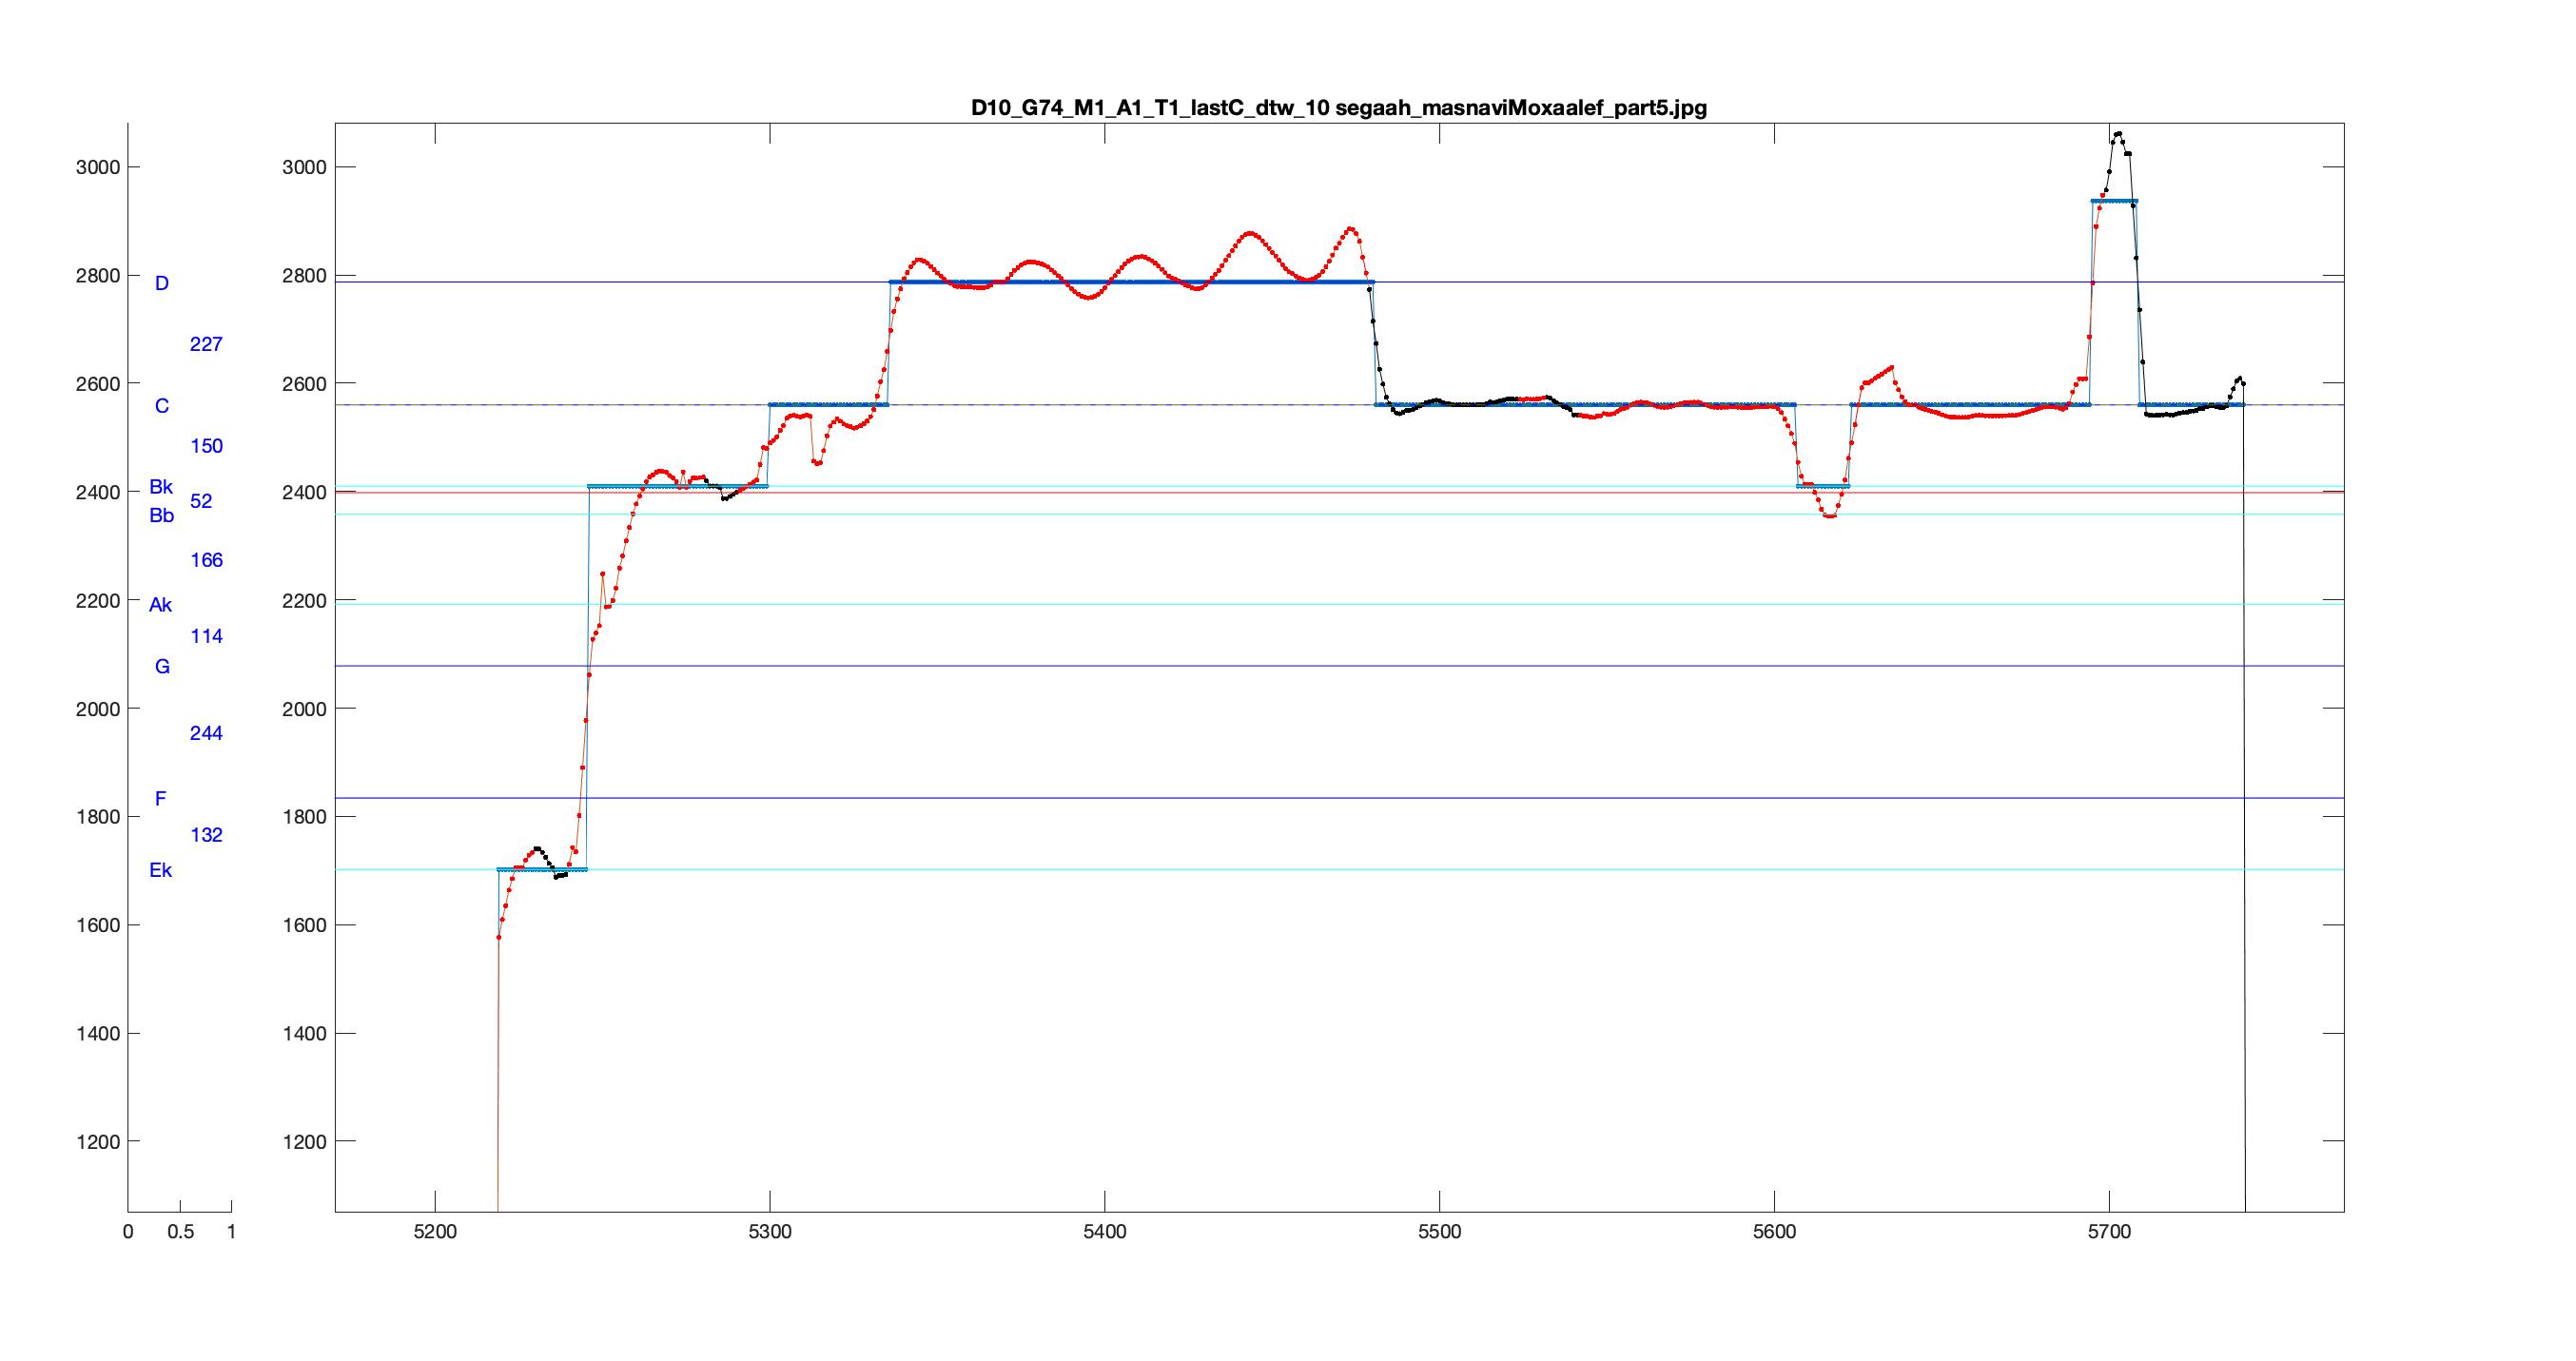 D10_G74_M1_A1_T1_lastC_dtw_10 segaah_masnaviMoxaalef_part5.jpg
3000 3000
2800 D 2800
227
2600 2600
C
150
Bk
2400 52 2400
Bb
166
2200 Ak 2200
114
G
2000 244 2000
F
1800 132 1800
Ek
1600 1600
1400 1400
1200 1200
0 0.5 1 5200 5300 5400 5500 5600 5700